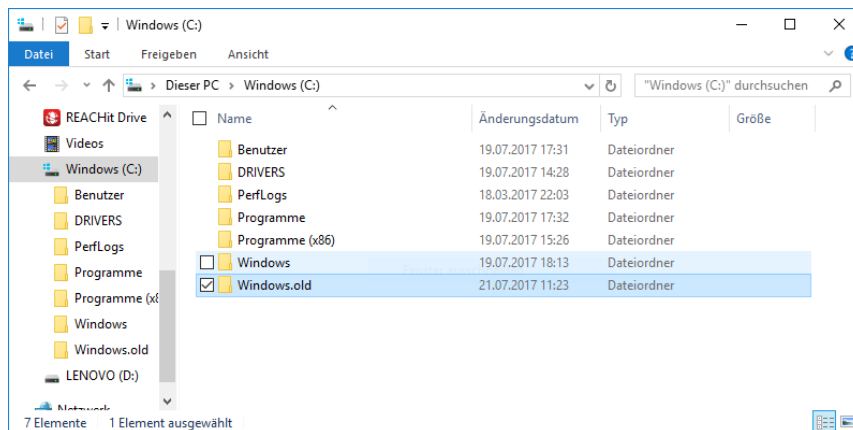 Windows (C:)
Datei Start Freigeben Ansicht
Dieser PC Windows (C:) "Windows (C:)" durchsuchen
REACHit Drive
Videos
Windows (C:)
Benutzer
DRIVERS
PerfLogs
Programme
Programme (x8
Windows
Windows.old
LENOVO (D:)
Netzwerk
Name Änderungsdatum Typ Größe
Benutzer 19.07.2017 17:31 Dateiordner
DRIVERS 19.07.2017 14:28 Dateiordner
PerfLogs 18.03.2017 22:03 Dateiordner
Programme 19.07.2017 17:32 Dateiordner
Programme (x86) 19.07.2017 15:26 Dateiordner
Windows 19.07.2017 18:13 Dateiordner
Windows.old 21.07.2017 11:23 Dateiordner
7 Elemente 1 Element ausgewählt